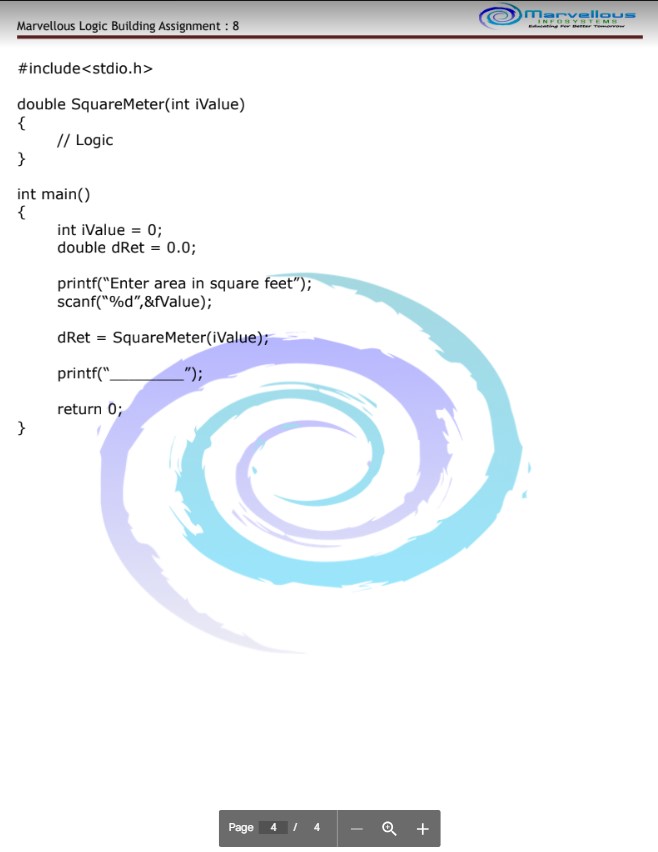 Marvellous Logic Building Assignment : 8
Marvellous
INFOSYSTEMS
Educating For Better Tomorrow
#include<stdio.h>
double SquareMeter(int iValue)
{
// Logic
}
int main()
{
int iValue = 0;
double dRet = 0.0;
printf(“Enter area in square feet”);
scanf(“%d”,&fValue);
dRet = SquareMeter(iValue);
printf(“_________”);
return 0;
}
Page 4 / 4